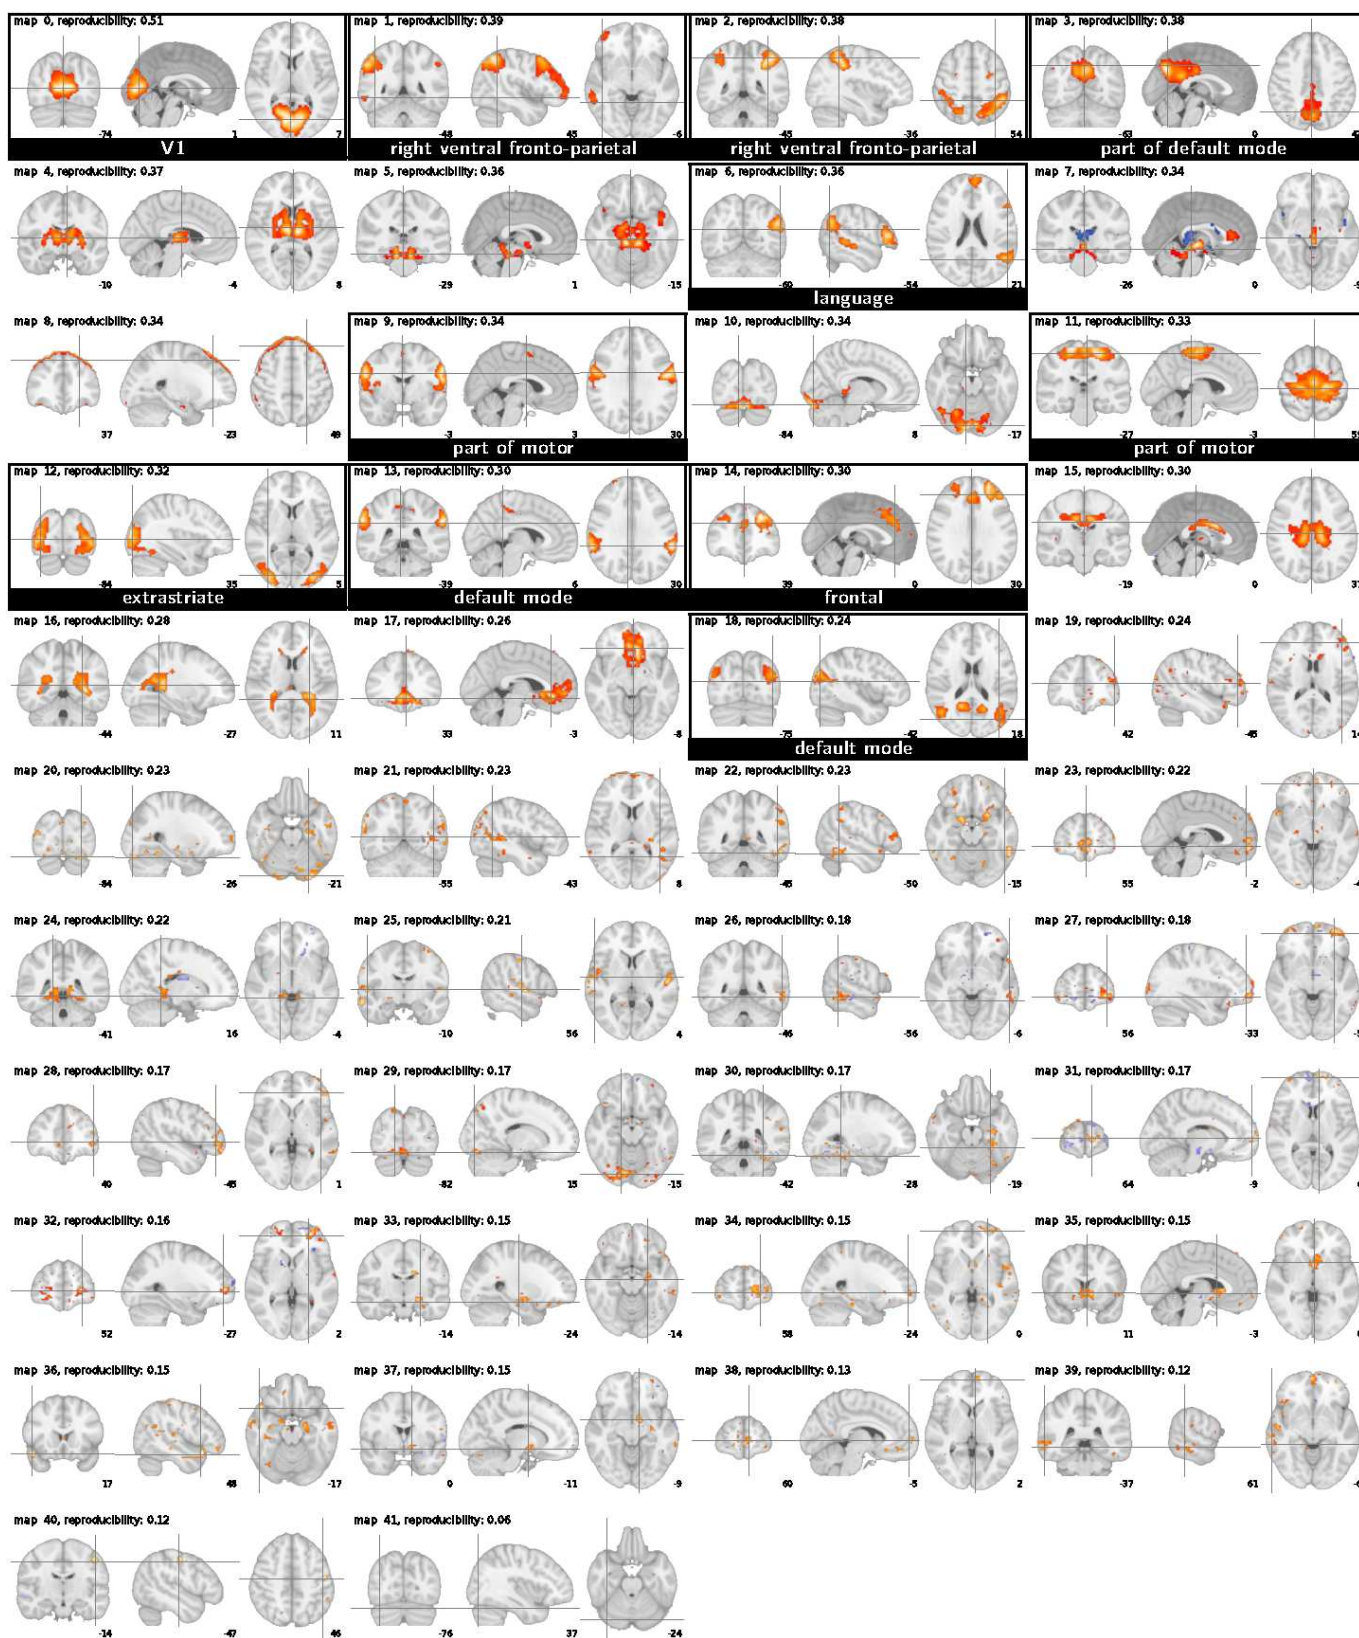 map 0, reproducibility: 0.51
-74 1 7
V1
map 1, reproducibility: 0.39
-48 45 -6
right ventral fronto-parietal
map 2, reproducibility: 0.38
-45 -36 54
right ventral fronto-parietal
map 3, reproducibility: 0.38
-63 0
part of default mode
map 4, reproducibility: 0.37
-10 -4 8
map 5, reproducibility: 0.36
-29 1 -15
map 6, reproducibility: 0.36
-60 -54 21
language
map 7, reproducibility: 0.34
-26 0
map 8, reproducibility: 0.34
37 -23 49
map 9, reproducibility: 0.34
-3 3 30
part of motor
map 10, reproducibility: 0.34
-84 8 -17
map 11, reproducibility: 0.33
-27 -3
part of motor
map 12, reproducibility: 0.32
-84 35 5
extrastriate
map 13, reproducibility: 0.30
-39 6 30
default mode
map 14, reproducibility: 0.30
39 0 30
frontal
map 15, reproducibility: 0.30
-19 0
map 16, reproducibility: 0.28
-44 -27 11
map 17, reproducibility: 0.26
33 -3 -8
map 18, reproducibility: 0.24
-75 -42 18
default mode
map 19, reproducibility: 0.24
42 -45
map 20, reproducibility: 0.23
-84 -26 -21
map 21, reproducibility: 0.23
-55 -43 8
map 22, reproducibility: 0.23
-45 -50 -15
map 23, reproducibility: 0.22
55 -2
map 24, reproducibility: 0.22
-41 16 -4
map 25, reproducibility: 0.21
-10 56 4
map 26, reproducibility: 0.18
-46 -56 -6
map 27, reproducibility: 0.18
56 -33
map 28, reproducibility: 0.17
40 -45 1
map 29, reproducibility: 0.17
-82 15 -15
map 30, reproducibility: 0.17
-42 -28 -19
map 31, reproducibility: 0.17
64 -9
map 32, reproducibility: 0.16
52 -27 2
map 33, reproducibility: 0.15
-14 -24 -14
map 34, reproducibility: 0.15
58 -24 0
map 35, reproducibility: 0.15
11 -3
map 36, reproducibility: 0.15
17 48 -17
map 37, reproducibility: 0.15
0 -11 -9
map 38, reproducibility: 0.13
60 -5 2
map 39, reproducibility: 0.12
-37 61
map 40, reproducibility: 0.12
-14 -47 46
map 41, reproducibility: 0.06
-76 37 -24